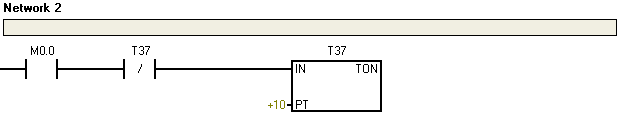 Network 2
M0.0 T37 T37
/
IN TON
+10 PT